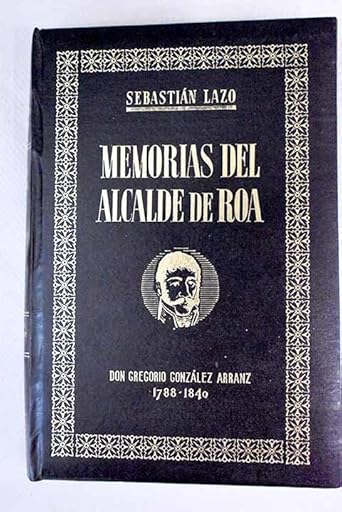 SEBASTIÁN LAZO
MEMORIAS DEL
ALCALDE DE ROA
DON GREGORIO GONZÁLEZ ARRANZ
1788-1840